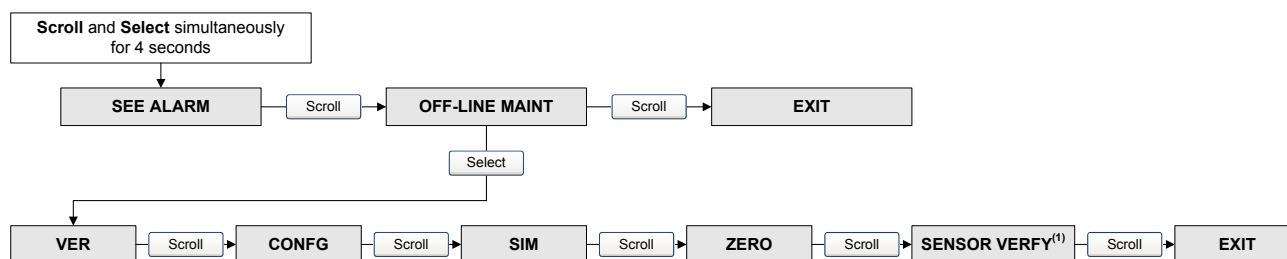 Scroll and Select simultaneously
for 4 seconds
SEE ALARM Scroll OFF-LINE MAINT Scroll EXIT
Select
VER Scroll CONFG Scroll SIM Scroll ZERO Scroll SENSOR VERFY(1) Scroll EXIT